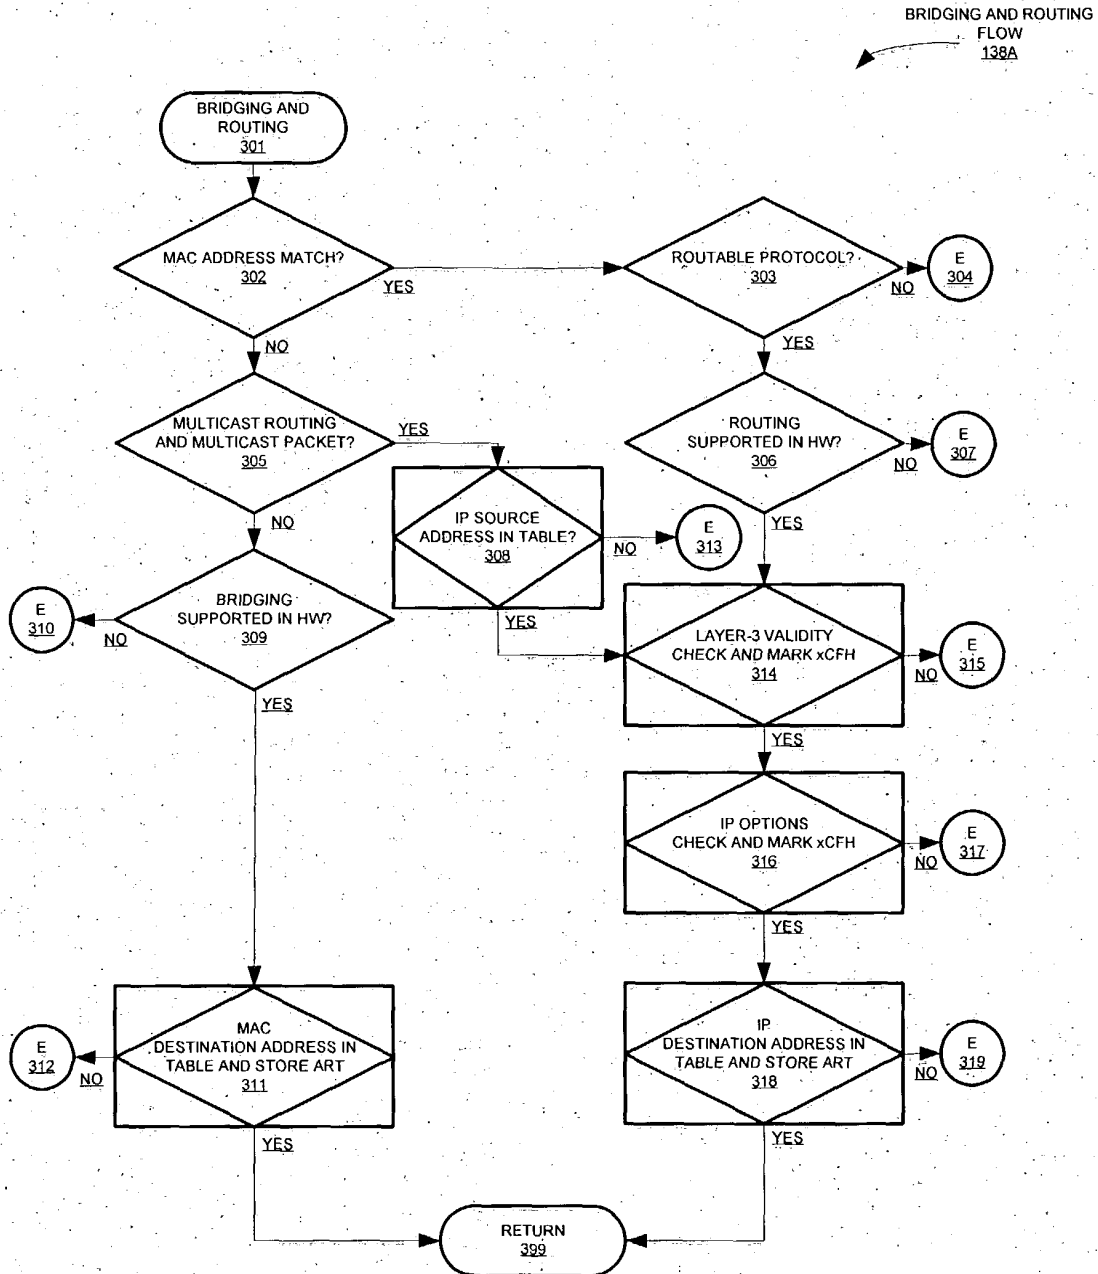 BRIDGING AND ROUTING
FLOW
138A
BRIDGING AND
ROUTING
301
MAC ADDRESS MATCH?
302
YES
NO
ROUTABLE PROTOCOL?
303
NO
YES
E
304
MULTICAST ROUTING
AND MULTICAST PACKET?
305
YES
NO
ROUTING
SUPPORTED IN HW?
306
NO
YES
E
307
IP SOURCE
ADDRESS IN TABLE?
308
NO
YES
E
313
BRIDGING
SUPPORTED IN HW?
309
NO
YES
E
310
LAYER-3 VALIDITY
CHECK AND MARK xCFH
314
NO
YES
E
315
IP OPTIONS
CHECK AND MARK xCFH
316
NO
YES
E
317
MAC
DESTINATION ADDRESS IN
TABLE AND STORE ART
311
NO
YES
E
312
IP
DESTINATION ADDRESS IN
TABLE AND STORE ART
318
NO
YES
E
319
RETURN
399